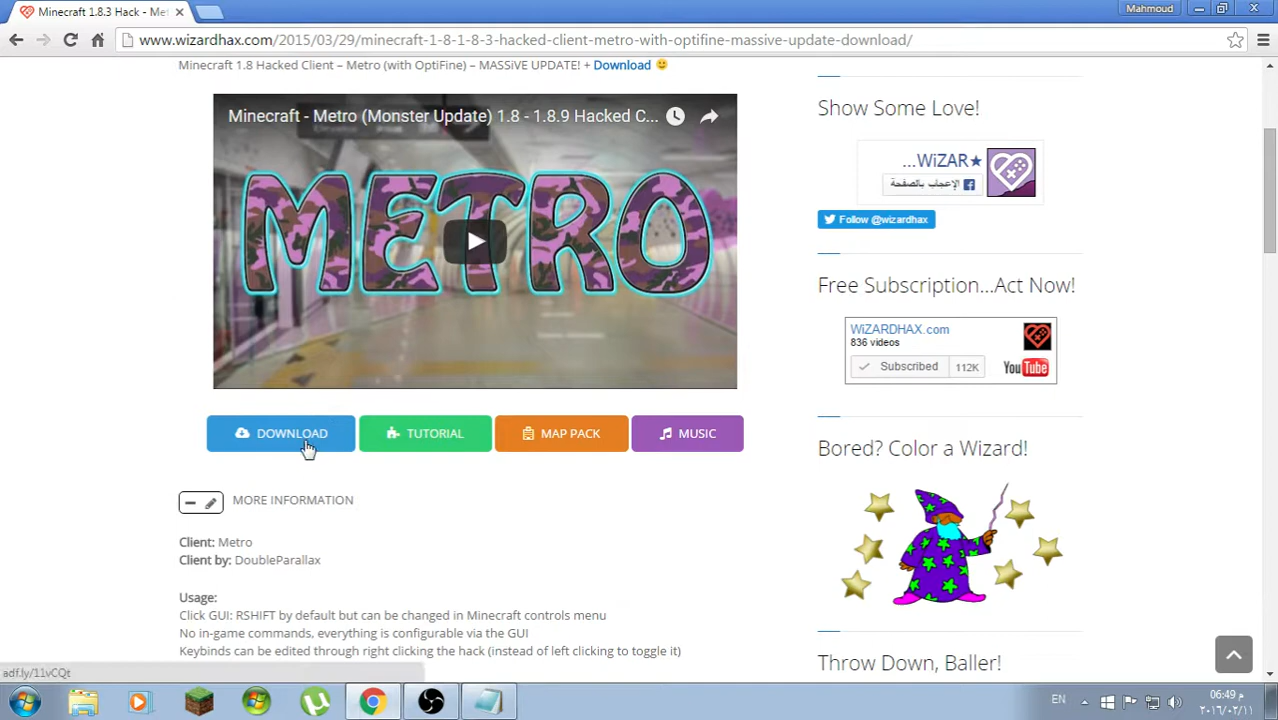 Minecraft 1.8.3 Hack - Me
Mahmoud
www.wizardhax.com/2015/03/29/minecraft-1-8-1-8-3-hacked-client-metro-with-optifine-massive-update-download/
Minecraft 1.8 Hacked Client – Metro (with OptiFine) – MASSiVE UPDATE! + Download
Minecraft - Metro (Monster Update) 1.8 - 1.8.9 Hacked C...
METRO
DOWNLOAD
TUTORIAL
MAP PACK
MUSIC
MORE INFORMATION
Client: Metro
Client by: DoubleParallax
Usage:
Click GUI: RSHIFT by default but can be changed in Minecraft controls menu
No in-game commands, everything is configurable via the GUI
Keybinds can be edited through right clicking the hack (instead of left clicking to toggle it)
Show Some Love!
...WiZAR★
الإعجاب بالصفحة
Follow @wizardhax
Free Subscription...Act Now!
WiZARDHAX.com
836 videos
Subscribed
112K
YouTube
Bored? Color a Wizard!
Throw Down, Baller!
adf.ly/11vCQt
EN
06:49 م
٢٠١٦/٠٢/١١